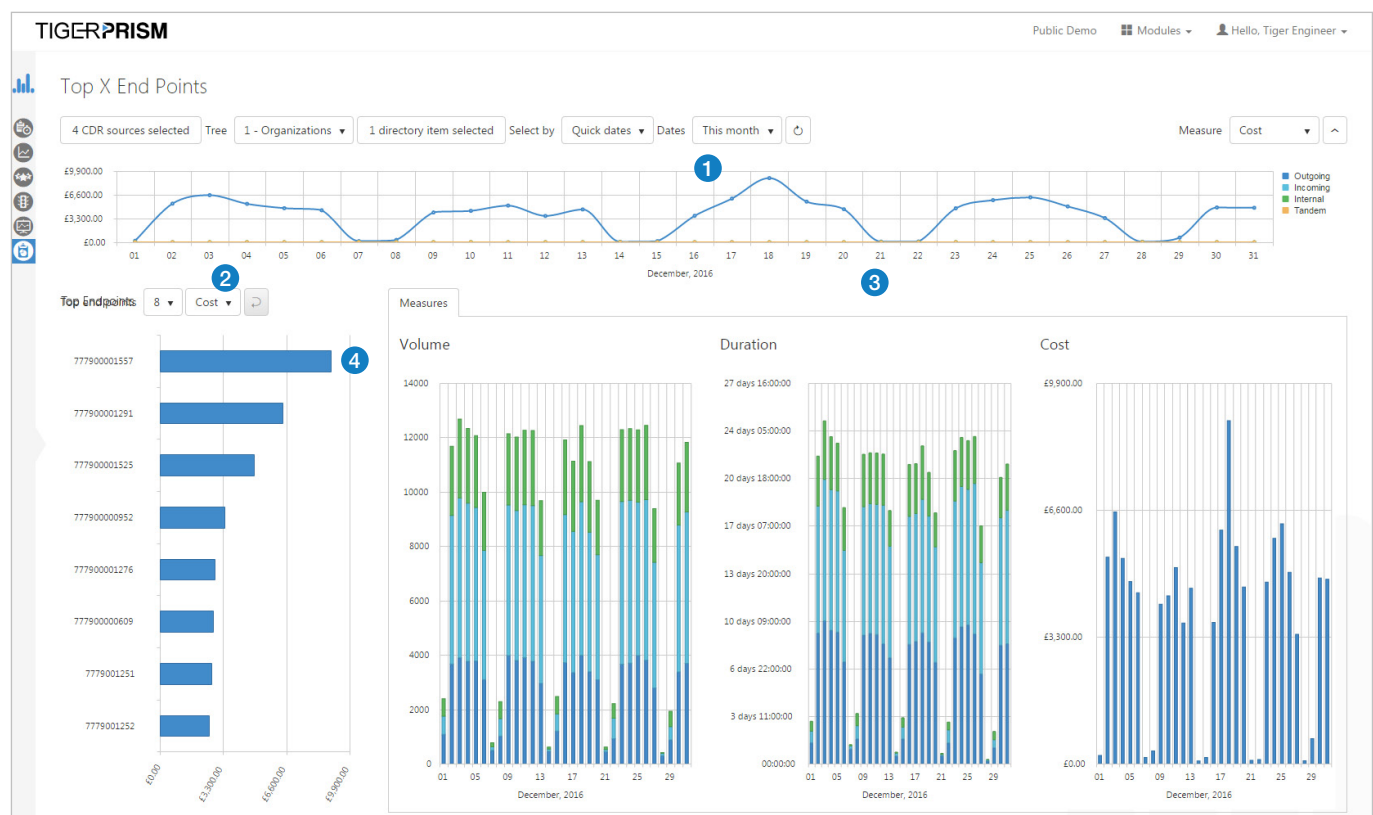 TIGER PRISM
Public Demo Modules Hello, Tiger Engineer
Top X End Points
4 CDR sources selected Tree 1 - Organizations 1 directory item selected Select by Quick dates Dates This month Measure Cost
1
£9,900.00
£6,600.00
£3,300.00
£0.00
Outgoing
Incoming
Internal
Tandem
01 02 03 04 05 06 07 08 09 10 11 12 13 14 15 16 17 18 19 20 21 22 23 24 25 26 27 28 29 30 31
December, 2016
2
3
Top Endpoints 8 Cost
Measures
4
777900001557
777900001291
777900001525
777900000952
777900001276
777900000609
7779001251
7779001252
£0.00 £3,300.00 £6,600.00 £9,900.00
Volume
14000
12000
10000
8000
6000
4000
2000
0
01 05 09 13 17 21 25 29
December, 2016
Duration
27 days 16:00:00
24 days 05:00:00
20 days 18:00:00
17 days 07:00:00
13 days 20:00:00
10 days 09:00:00
6 days 22:00:00
3 days 11:00:00
00:00:00
01 05 09 13 17 21 25 29
December, 2016
Cost
£9,900.00
£6,600.00
£3,300.00
£0.00
01 05 09 13 17 21 25 29
December, 2016